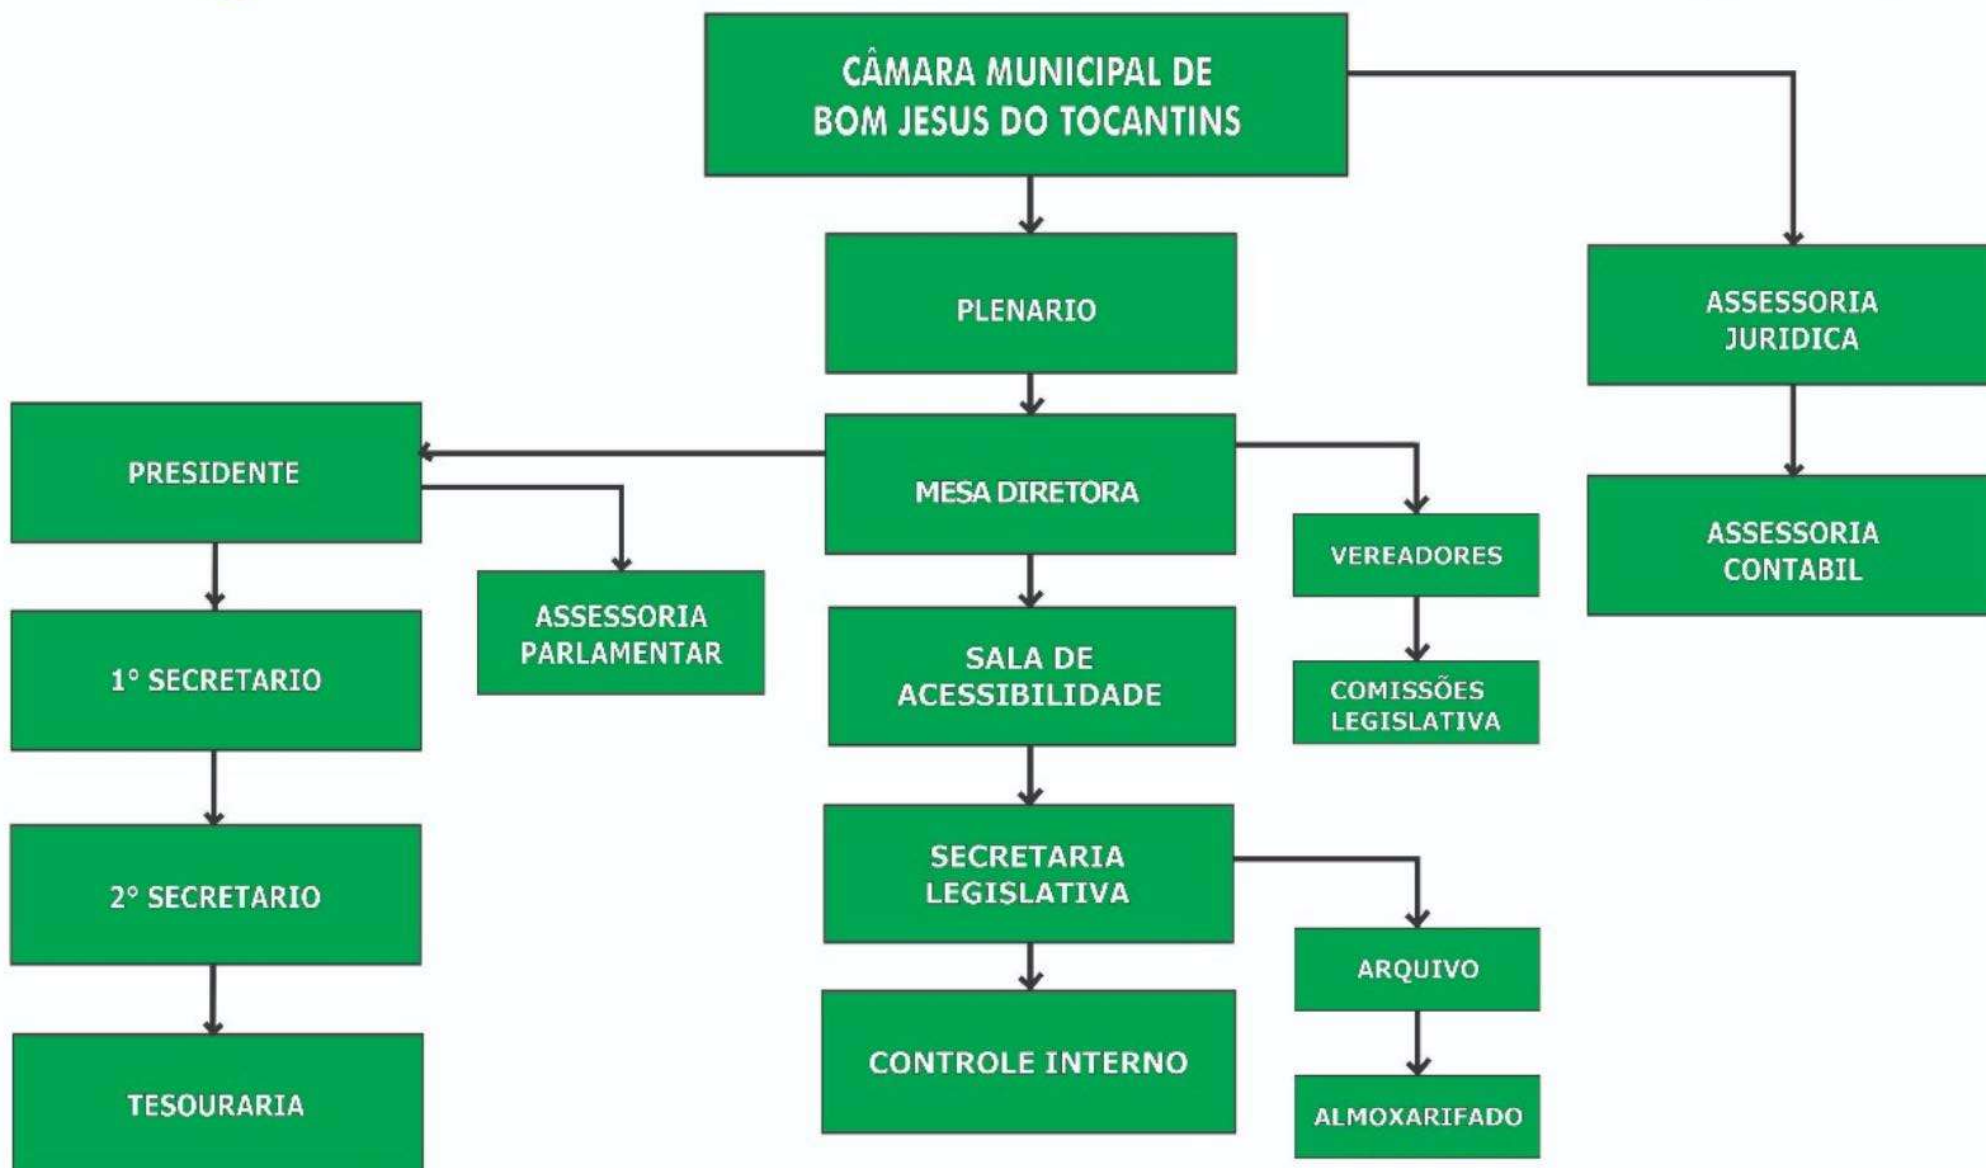 CÂMARA MUNICIPAL DE
BOM JESUS DO TOCANTINS
PLENARIO
ASSESSORIA
JURIDICA
PRESIDENTE
MESA DIRETORA
VEREADORES
ASSESSORIA
CONTABIL
ASSESSORIA
PARLAMENTAR
1° SECRETARIO
SALA DE
ACESSIBILIDADE
COMISSÕES
LEGISLATIVA
2° SECRETARIO
SECRETARIA
LEGISLATIVA
ARQUIVO
CONTROLE INTERNO
TESOURARIA
ALMOXARIFADO